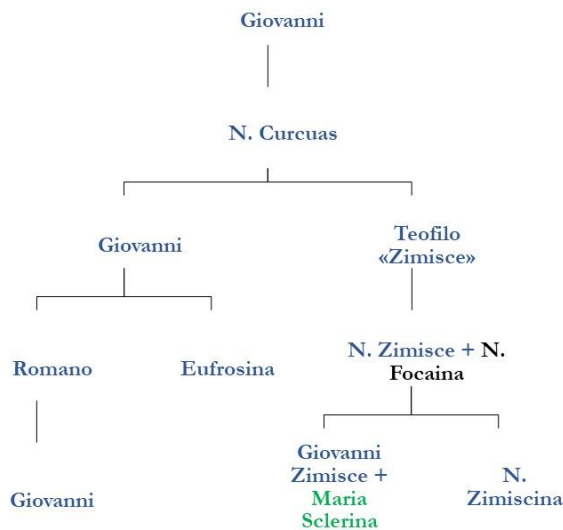 Giovanni
N. Curcuas
Giovanni
Teofilo
«Zimisce»
Romano
Eufrosina
N. Zimisce + N.
Focaina
Giovanni
Giovanni
Zimisce +
Maria
Sclerina
N.
Zimiscina